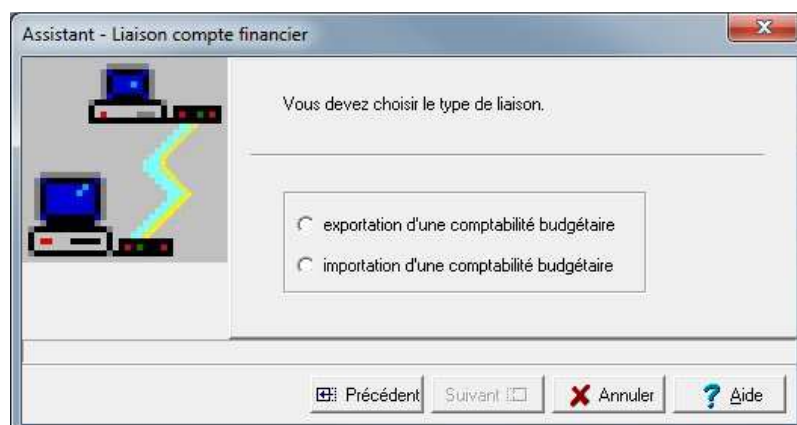 Assistant - Liaison compte financier
Vous devez choisir le type de liaison.
exportation d'une comptabilité budgétaire
importation d'une comptabilité budgétaire
Précédent Suivant Annuler Aide